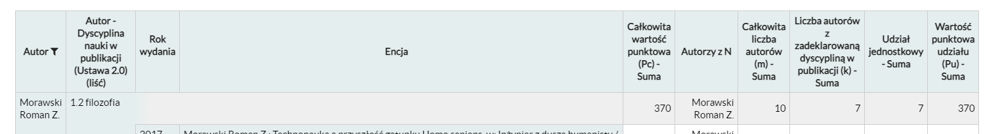 Autor
Autor -
Dyscyplina
nauki w
publikacji
(Ustawa 2.0)
(liść)
Rok
wydania
Encja
Całkowita
wartość
punktowa
(Pc) -
Suma
Autorzy z N
Całkowita
liczba
autorów
(m) -
Suma
Liczba autorów
z
zadeklarowaną
dyscypliną w
publikacji (k) -
Suma
Udział
jednostkowy
- Suma
Wartość
punktowa
udziału
(Pu) -
Suma
Morawski
Roman Z.
1.2 filozofia
370
Morawski
Roman Z.
10
7
7
370
2017
Morawski Roman Z.: Technonauka a przyszłość gatunku Homo sapiens, w: Inżynier z duszą humanisty /
Morawski